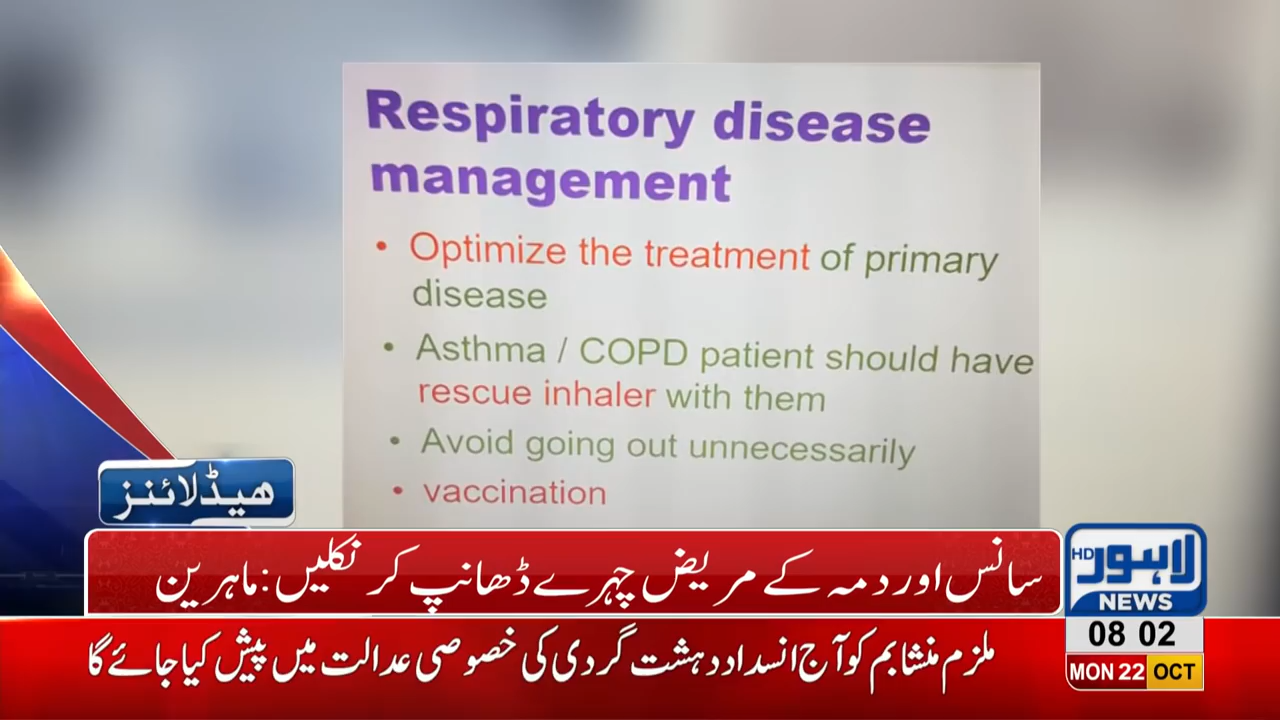 Respiratory disease
management
• Optimize the treatment of primary
disease
• Asthma / COPD patient should have
rescue inhaler with them
• Avoid going out unnecessarily
• vaccination
ہیڈلائنز
سانس اور دمہ کے مریض چہرے ڈھانپ کر نکلیں: ماہرین
HD
لاہور
NEWS
08 02
MON 22 OCT
ملزم منشا بم کو آج انسداد دہشت گردی کی خصوصی عدالت میں پیش کیا جائے گا